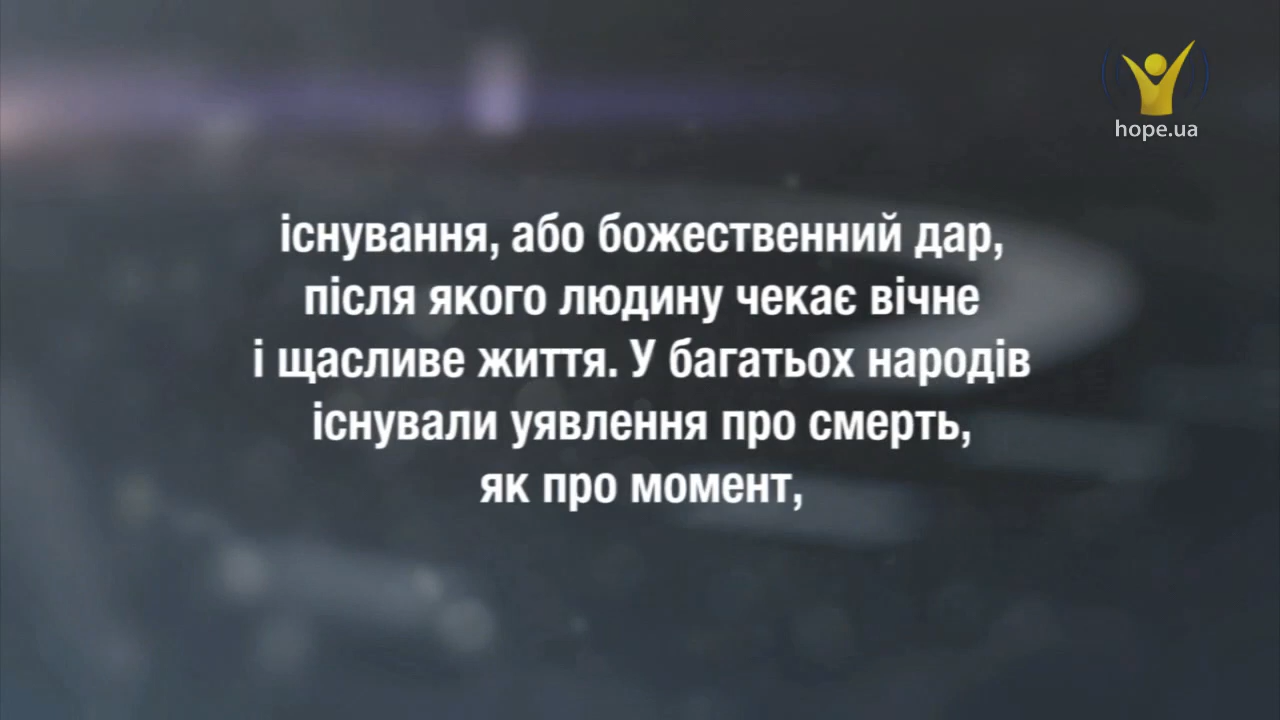 hope.ua
існування, або божественний дар,
після якого людину чекає вічне
і щасливе життя. У багатьох народів
існували уявлення про смерть,
як про момент,